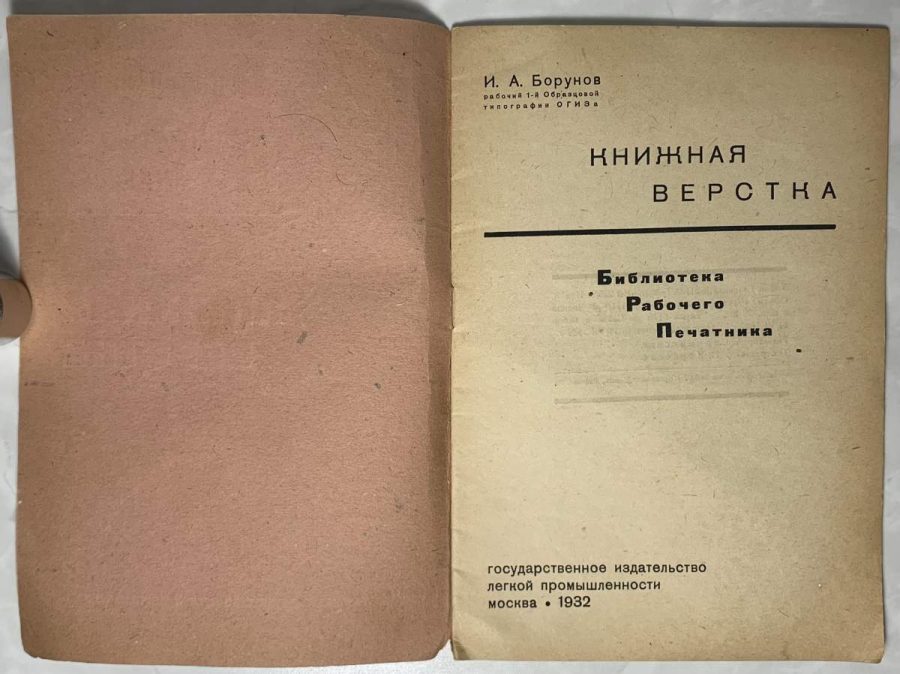 И. А. Борунов
рабочий 1-й Образцовой
типографии ОГИЗа
КНИЖНАЯ
ВЕРСТКА
Библиотека
Рабочего
Печатника
государственное издательство
легкой промышленности
москва • 1932